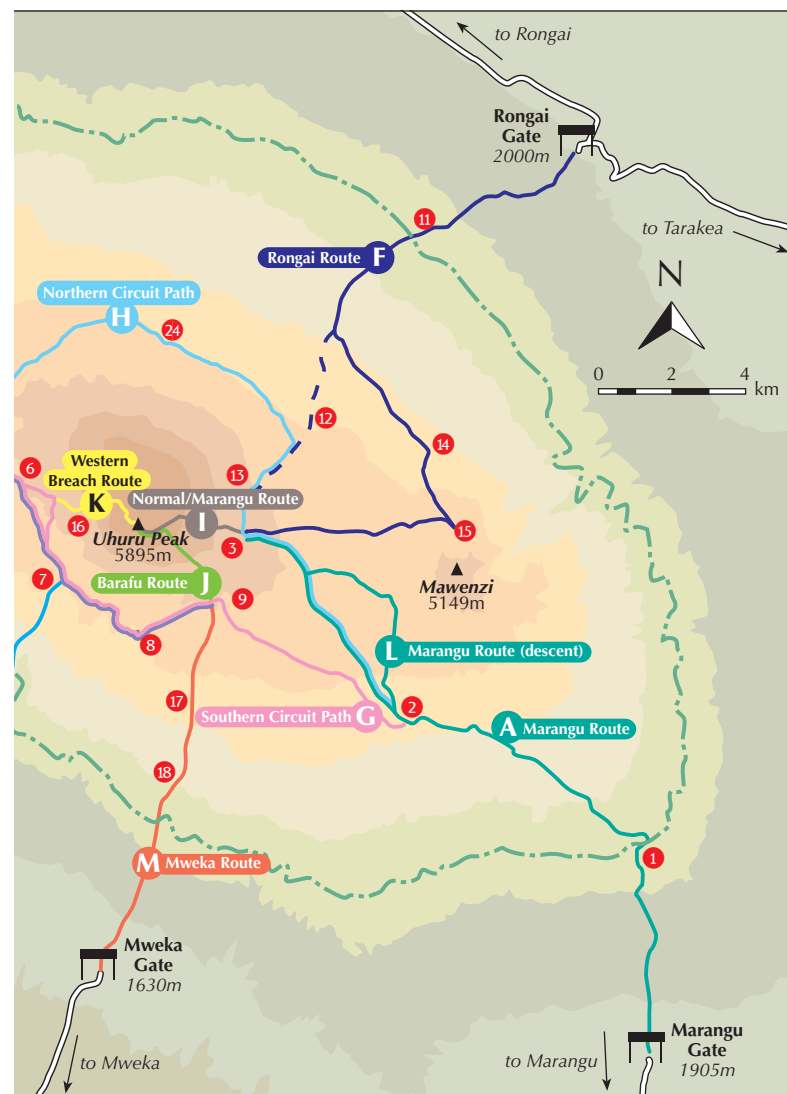 to Rongai
Rongai
Gate
2000m
11
to Tarakea
Rongai Route F
N
Northern Circuit Path
H
24
0 2 4
km
12
14
Western
Breach Route
6
13
K
Normal/Marangu Route
I
16
15
Uhuru Peak
5895m
3
Mawenzi
5149m
7
Barafu Route J
9
8
L Marangu Route (descent)
17
2
Southern Circuit Path G
A Marangu Route
18
1
M Mweka Route
Mweka
Gate
1630m
Marangu
Gate
1905m
to Mweka
to Marangu